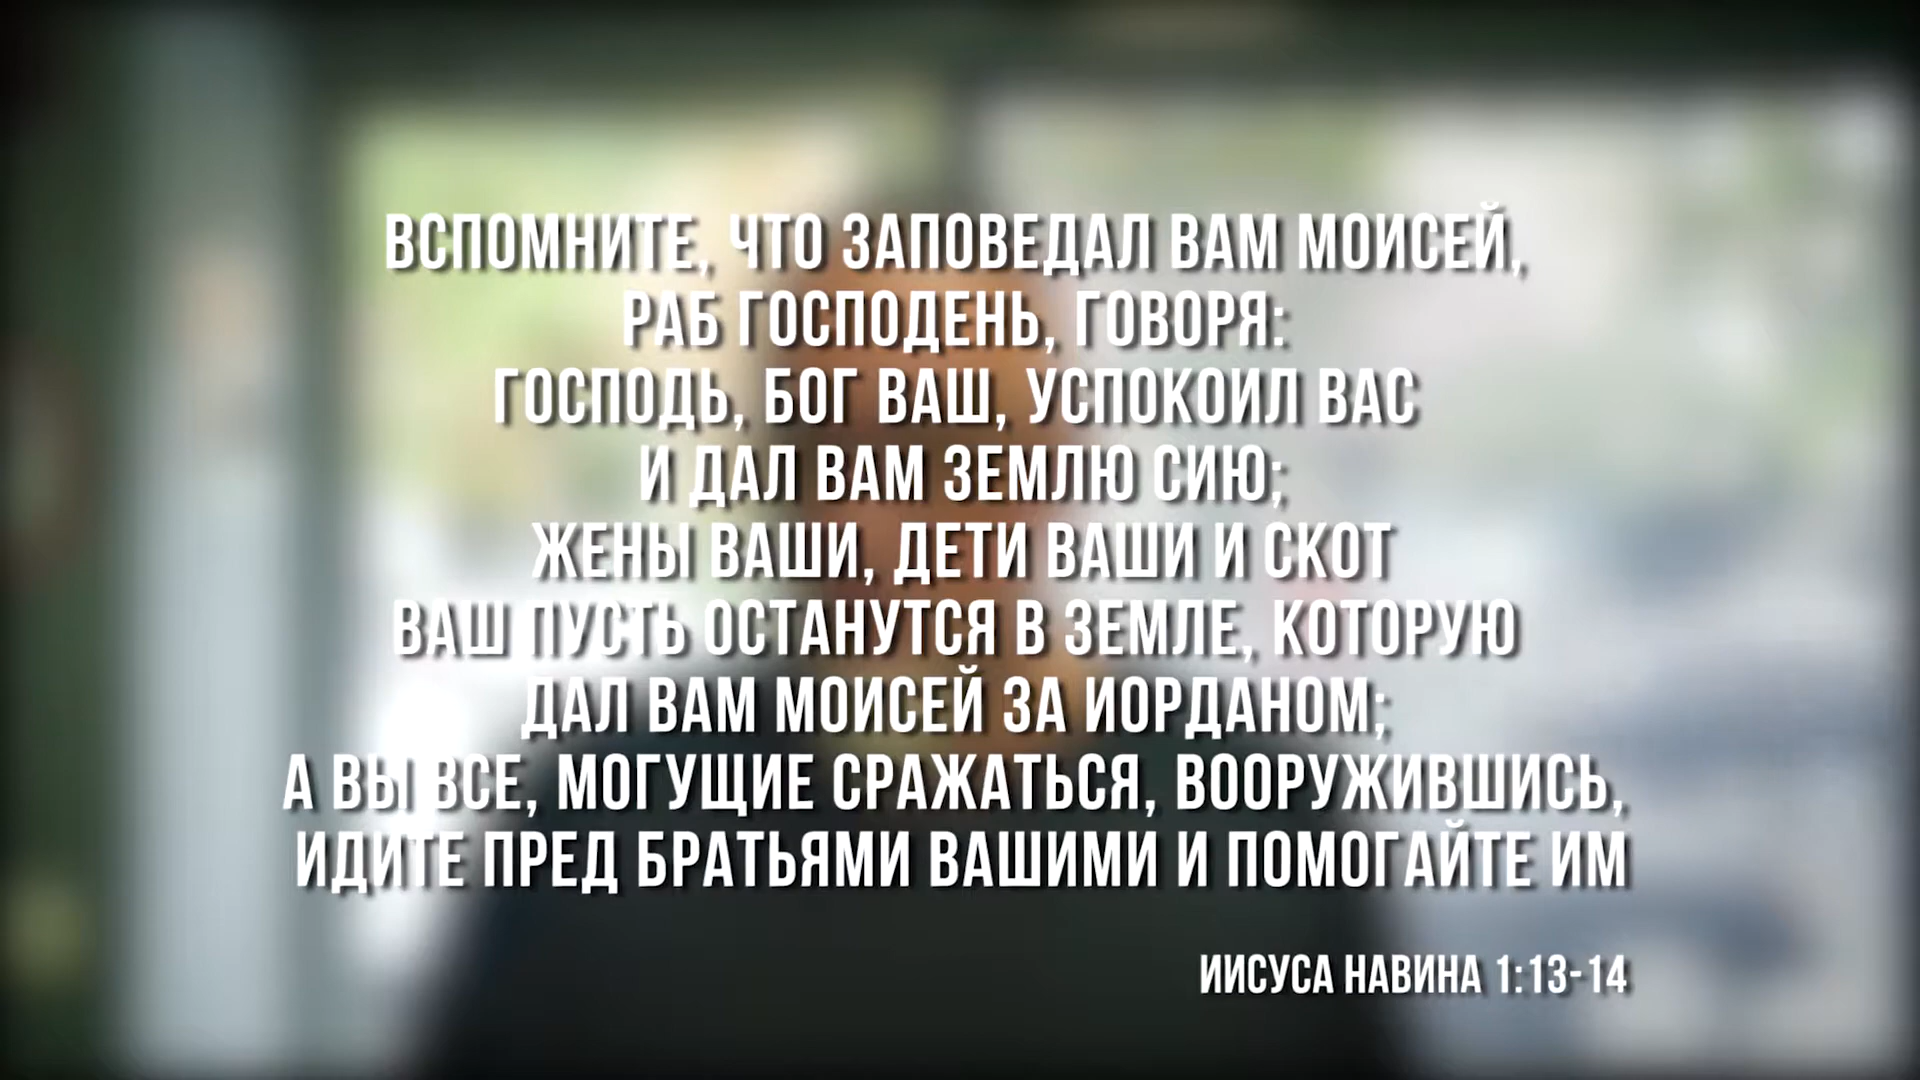 ВСПОМНИТЕ, ЧТО ЗАПОВЕДАЛ ВАМ МОИСЕЙ,
РАБ ГОСПОДЕНЬ, ГОВОРЯ:
ГОСПОДЬ, БОГ ВАШ, УСПОКОИЛ ВАС
И ДАЛ ВАМ ЗЕМЛЮ СИЮ;
ЖЕНЫ ВАШИ, ДЕТИ ВАШИ И СКОТ
ВАШ ПУСТЬ ОСТАНУТСЯ В ЗЕМЛЕ, КОТОРУЮ
ДАЛ ВАМ МОИСЕЙ ЗА ИОРДАНОМ;
А ВЫ ВСЕ, МОГУЩИЕ СРАЖАТЬСЯ, ВООРУЖИВШИСЬ,
ИДИТЕ ПРЕД БРАТЬЯМИ ВАШИМИ И ПОМОГАЙТЕ ИМ
ИИСУСА НАВИНА 1:13-14